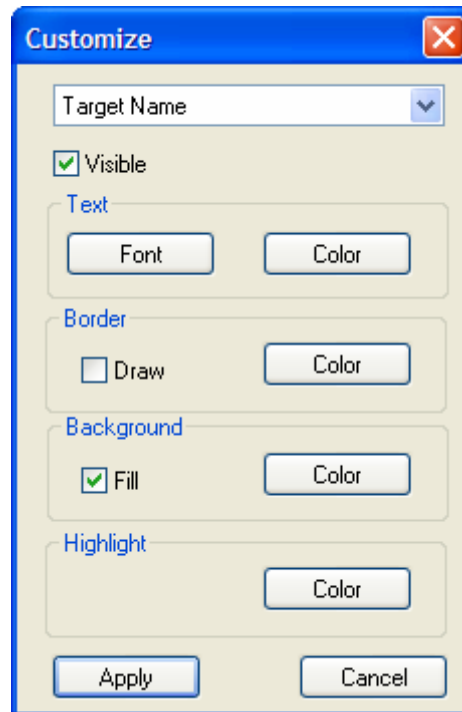 Customize
Target Name
Visible
Text
Font Color
Border
Draw Color
Background
Fill Color
Highlight
Color
Apply Cancel